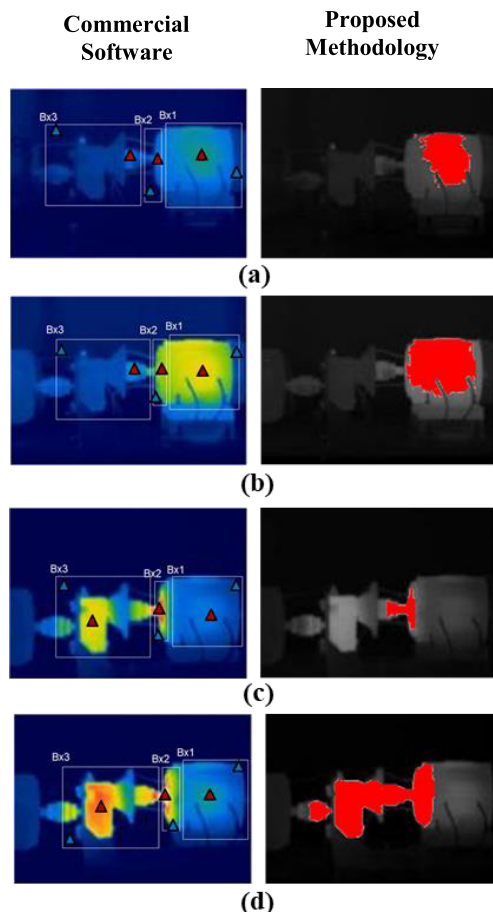 Commercial
Software
Proposed
Methodology
Bx3
Bx2
Bx1
(a)
Bx3
Bx2
Bx1
(b)
Bx3
Bx2
Bx1
(c)
Bx3
Bx2
Bx1
(d)